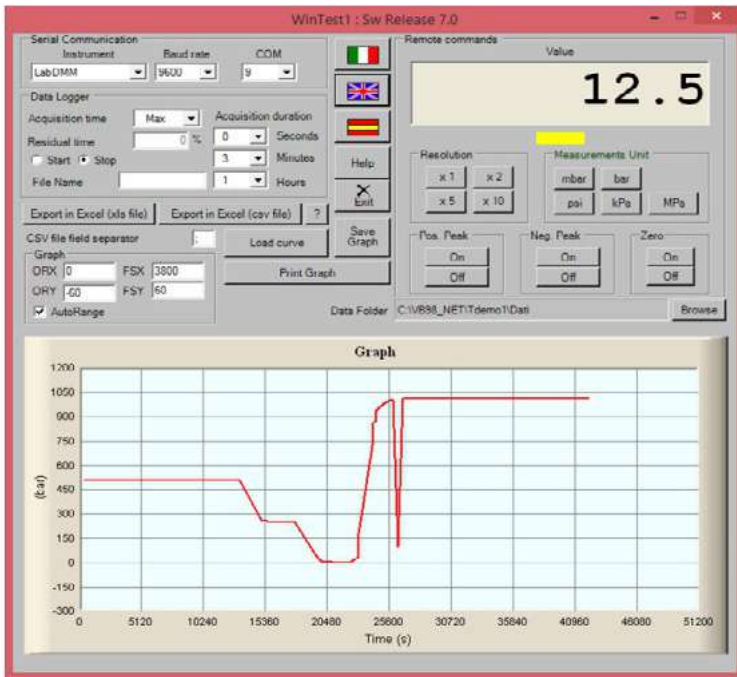 WinTest1 : Sw Release 7.0
Serial Communication
Instrument Baud rate COM
LabDMM 9600 9
Data Logger
Acquisition time Max Acquisition duration
Residual time 0 % 0 Seconds
Start Stop 3 Minutes
File Name 1 Hours
Export in Excel (xls file) Export in Excel (csv file) ?
CSV file field separator ; Load curve
Graph
ORX 0 FSX 3800 Print Graph
ORY -60 FSY 60
AutoRange
Help
Exit
Save
Graph
Remote commands
Value
12.5
Resolution Measurements Unit
x 1 x 2 mbar bar
x 5 x 10 psi kPa MPa
Pos. Peak Neg. Peak Zero
On On On
Off Off Off
Data Folder C:\VB98_NET\Tdemo1\Dati Browse
Graph
1200
1050
900
750
600
450
300
150
0
-150
-300
(bar)
0 5120 10240 15360 20480 25600 30720 35840 40960 46080 51200
Time (s)